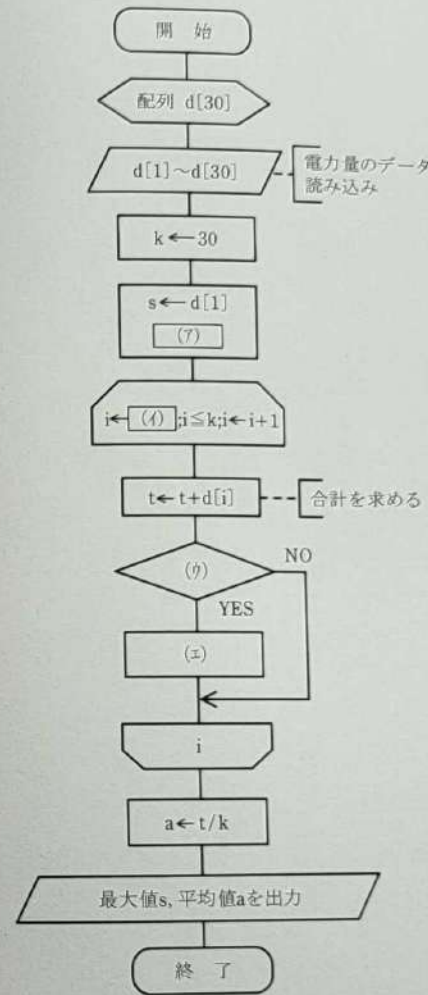 開 始
配列 d[30]
d[1]～d[30]
電力量のデータ
読み込み
k←30
s←d[1]
(ア)
i←(イ);i≦k;i←i+1
t←t+d[i]
合計を求める
(ウ)
NO
YES
(エ)
i
a←t/k
最大値s, 平均値aを出力
終 了